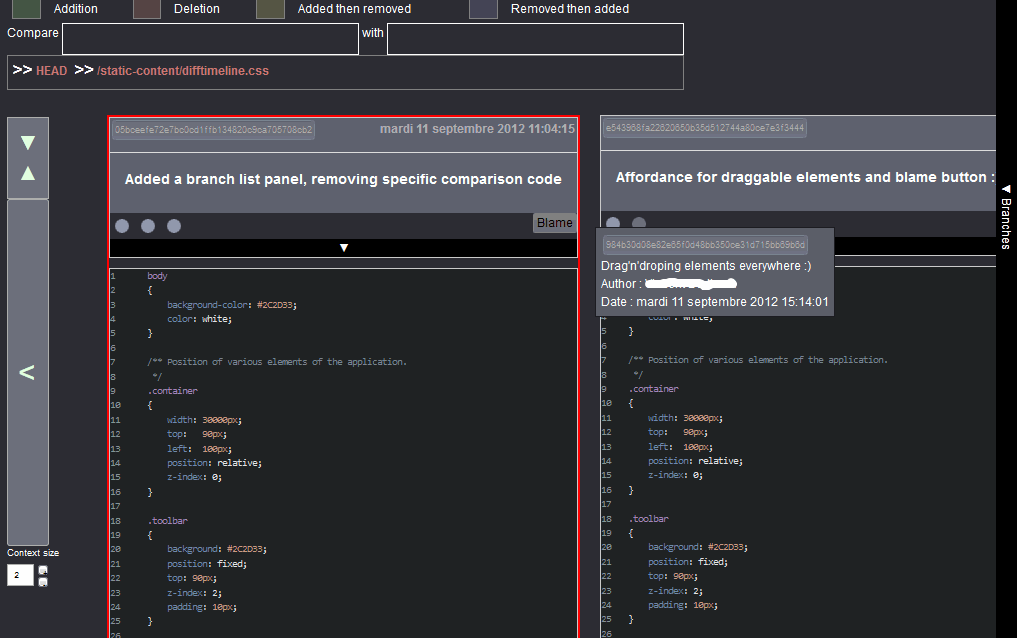 Addition Deletion Added then removed Removed then added
Compare with
>> HEAD >> /static-content/difftimeline.css
mardi 11 septembre 2012 11:04:15
Added a branch list panel, removing specific comparison code
Blame
▼
1 body
2 {
3 background-color: #2C2D33;
4 color: white;
5 }
6
7 /** Position of various elements of the application.
8 */
9 .container
10 {
11 width: 30000px;
12 top: 90px;
13 left: 100px;
14 position: relative;
15 z-index: 0;
16 }
17
18 .toolbar
19 {
20 background: #2C2D33;
21 position: fixed;
22 top: 90px;
23 z-index: 2;
24 padding: 10px;
25 }
26
Affordance for draggable elements and blame button :
Drag'n'droping elements everywhere :)
Author :
Date : mardi 11 septembre 2012 15:14:01
4 color: white;
5 }
6
7 /** Position of various elements of the application.
8 */
9 .container
10 {
11 width: 30000px;
12 top: 90px;
13 left: 100px;
14 position: relative;
15 z-index: 0;
16 }
17
18 .toolbar
19 {
20 background: #2C2D33;
21 position: fixed;
22 top: 90px;
23 z-index: 2;
24 padding: 10px;
25 }
26
◀ Branches
▼
▲
<
Context size
2
+
-